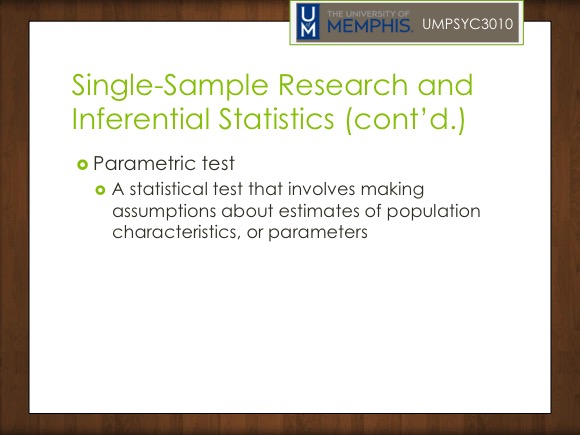 UM
THE UNIVERSITY OF
MEMPHIS.
UMPSYC3010
Single-Sample Research and
Inferential Statistics (cont’d.)
Parametric test
A statistical test that involves making
assumptions about estimates of population
characteristics, or parameters